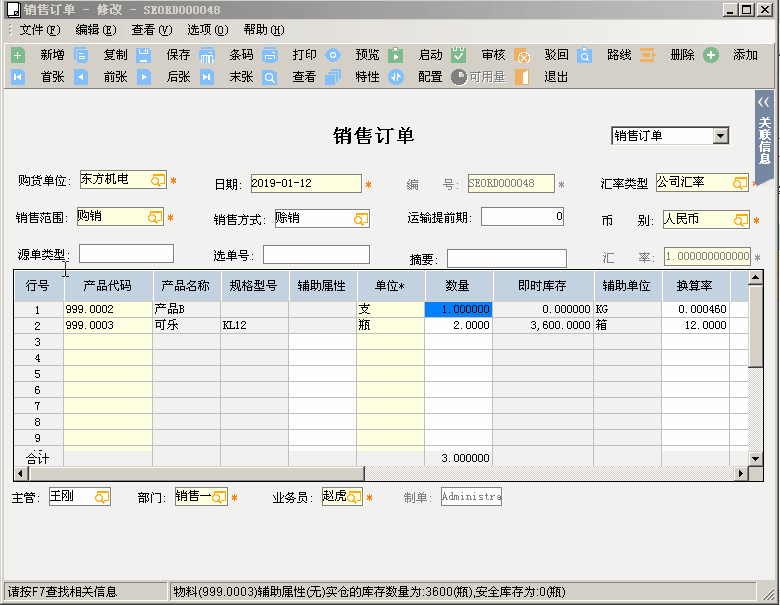 销售订单 - 修改 - SEORD000048
文件(F) 编辑(E) 查看(V) 选项(O) 帮助(H)
新增 复制 保存 条码 打印 预览 启动 审核 驳回 路线 删除 添加
首张 前张 后张 末张 查看 特性 配置 可用量 退出
关联信息
销售订单
销售订单
购货单位: 东方机电 * 日期: 2019-01-12 * 编 号: SEORD000048 * 汇率类型 公司汇率 *
销售范围: 购销 * 销售方式: 赊销 运输提前期: 0 币 别: 人民币 *
源单类型: 选单号: 摘要: 汇 率: 1.000000000000 *
行号 产品代码 产品名称 规格型号 辅助属性 单位* 数量 即时库存 辅助单位 换算率
1 999.0002 产品B 支 1.000000 0.000000 KG 0.000460
2 999.0003 可乐 KL12 瓶 2.0000 3,600.0000 箱 12.0000
3
4
5
6
7
8
9
合计 3.000000
主管: 王刚 部门: 销售一 * 业务员: 赵虎 * 制单: Administra
请按F7查找相关信息 物料(999.0003)辅助属性(无)实仓的库存数量为:3600(瓶),安全库存为:0(瓶)